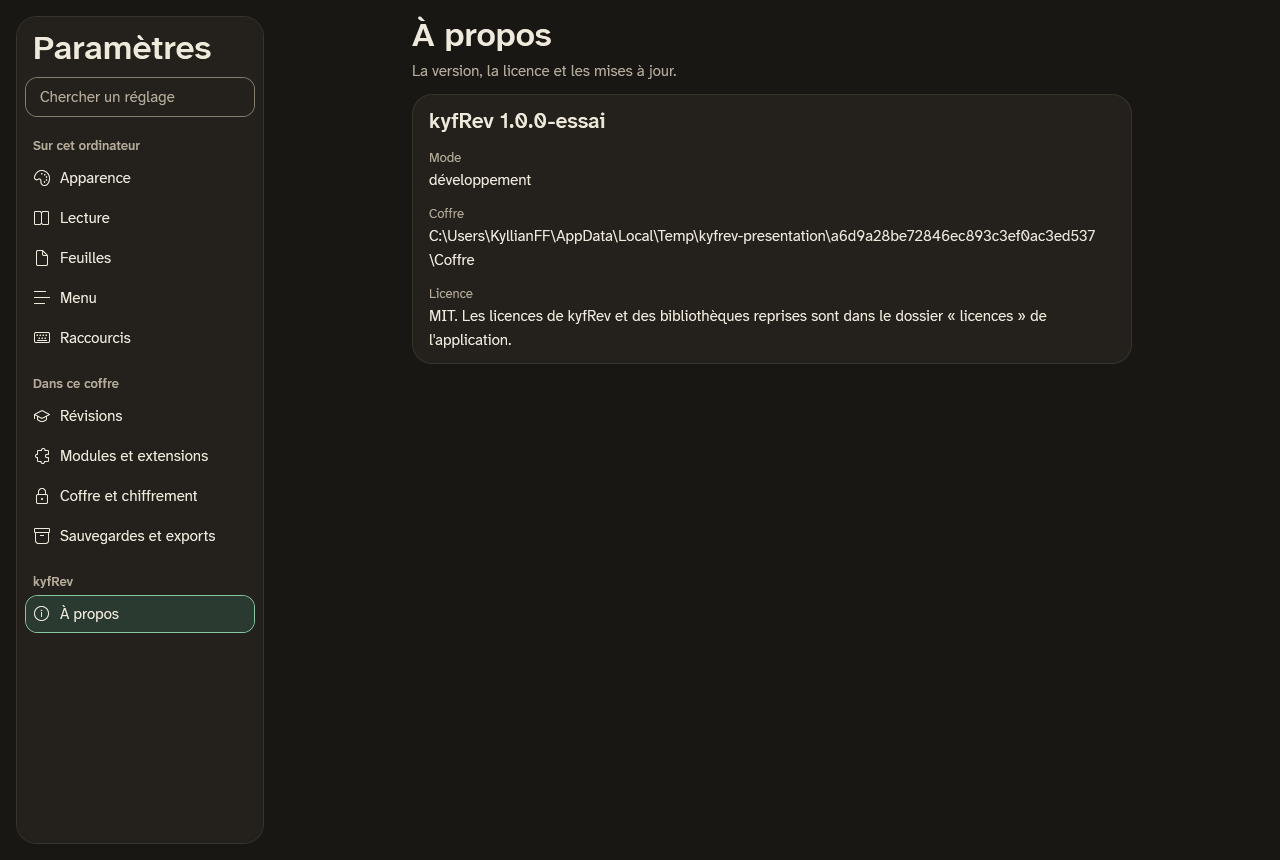 Paramètres
Chercher un réglage
Sur cet ordinateur
Apparence
Lecture
Feuilles
Menu
Raccourcis
Dans ce coffre
Révisions
Modules et extensions
Coffre et chiffrement
Sauvegardes et exports
kyfRev
À propos
À propos
La version, la licence et les mises à jour.
kyfRev 1.0.0-essai
Mode
développement
Coffre
C:\Users\KyllianFF\AppData\Local\Temp\kyfrev-presentation\a6d9a28be72846ec893c3ef0ac3ed537
\Coffre
Licence
MIT. Les licences de kyfRev et des bibliothèques reprises sont dans le dossier « licences » de
l'application.